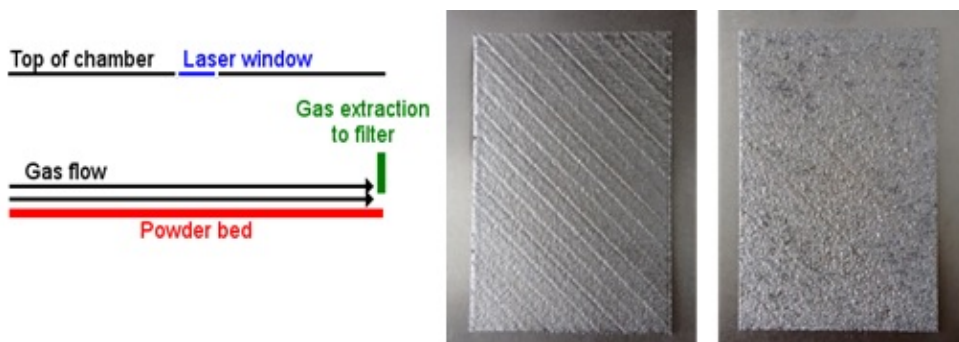 Top of chamber
Laser window
Gas extraction
to filter
Gas flow
Powder bed